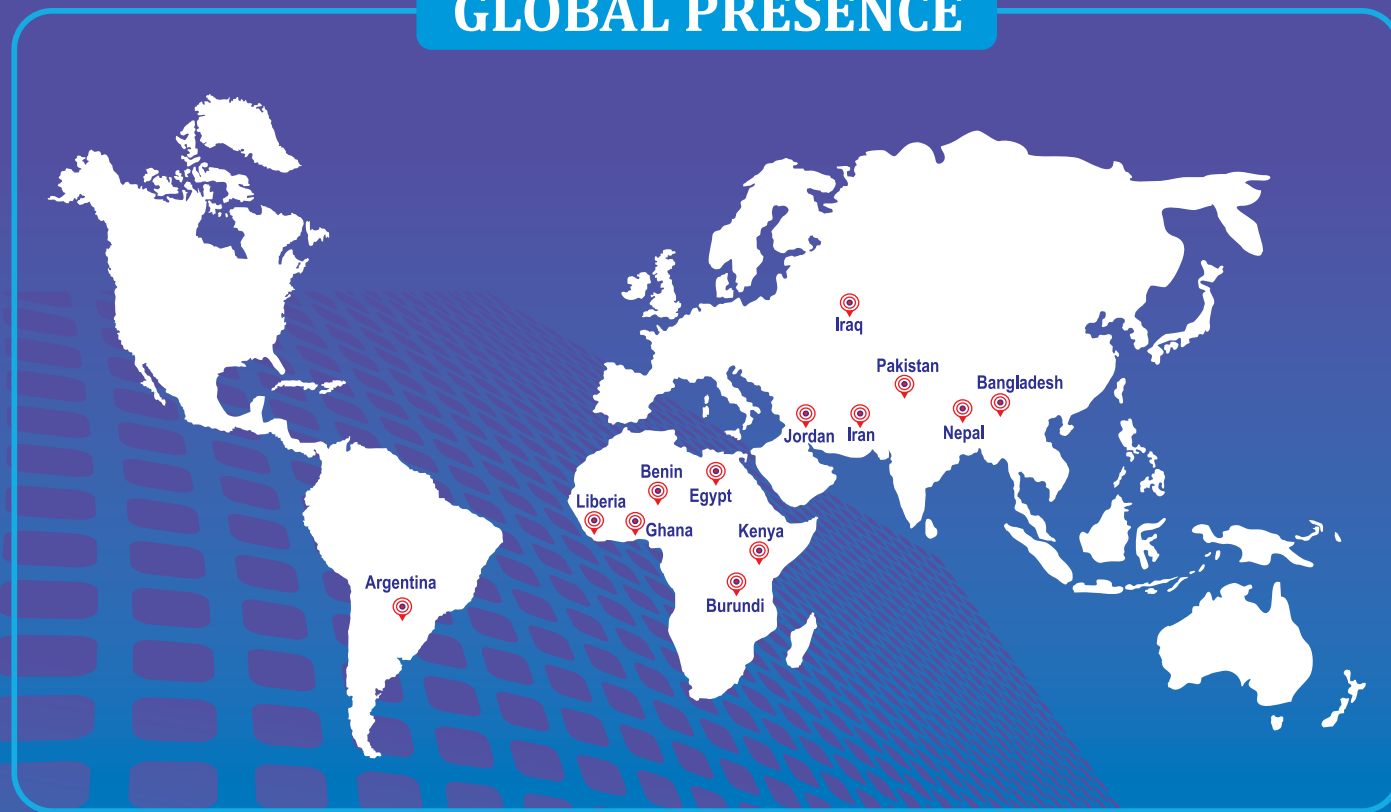 GLOBAL PRESENCE
Iraq
Pakistan
Bangladesh
Jordan
Iran
Nepal
Benin
Egypt
Liberia
Ghana
Kenya
Argentina
Burundi